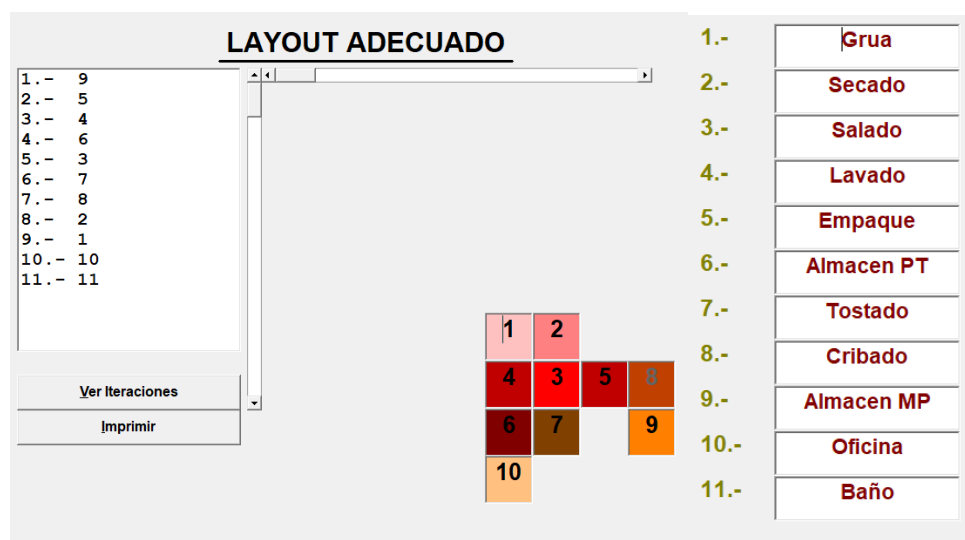 LAYOUT ADECUADO
1.- 9
2.- 5
3.- 4
4.- 6
5.- 3
6.- 7
7.- 8
8.- 2
9.- 1
10.- 10
11.- 11
Ver Iteraciones
Imprimir
1 2
4 3 5 8
6 7 9
10
1.- Grua
2.- Secado
3.- Salado
4.- Lavado
5.- Empaque
6.- Almacen PT
7.- Tostado
8.- Cribado
9.- Almacen MP
10.- Oficina
11.- Baño